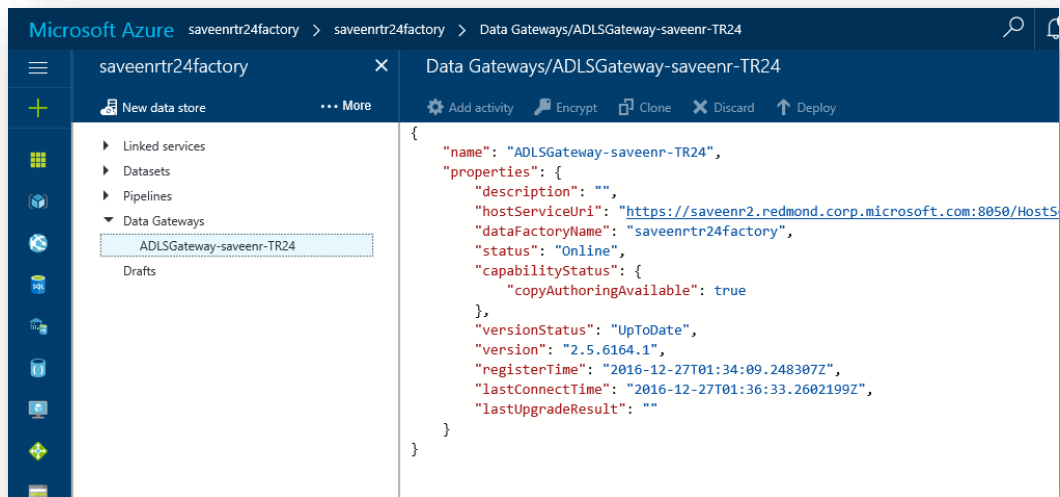 Microsoft Azure saveenrtr24factory > saveenrtr24factory > Data Gateways/ADLSGateway-saveenr-TR24
saveenrtr24factory
Data Gateways/ADLSGateway-saveenr-TR24
New data store ••• More
Add activity Encrypt Clone Discard Deploy
Linked services
Datasets
Pipelines
Data Gateways
ADLSGateway-saveenr-TR24
Drafts
{
"name": "ADLSGateway-saveenr-TR24",
"properties": {
"description": "",
"hostServiceUri": "https://saveenr2.redmond.corp.microsoft.com:8050/HostS
"dataFactoryName": "saveenrtr24factory",
"status": "Online",
"capabilityStatus": {
"copyAuthoringAvailable": true
},
"versionStatus": "UpToDate",
"version": "2.5.6164.1",
"registerTime": "2016-12-27T01:34:09.248307Z",
"lastConnectTime": "2016-12-27T01:36:33.2602199Z",
"lastUpgradeResult": ""
}
}
SQL